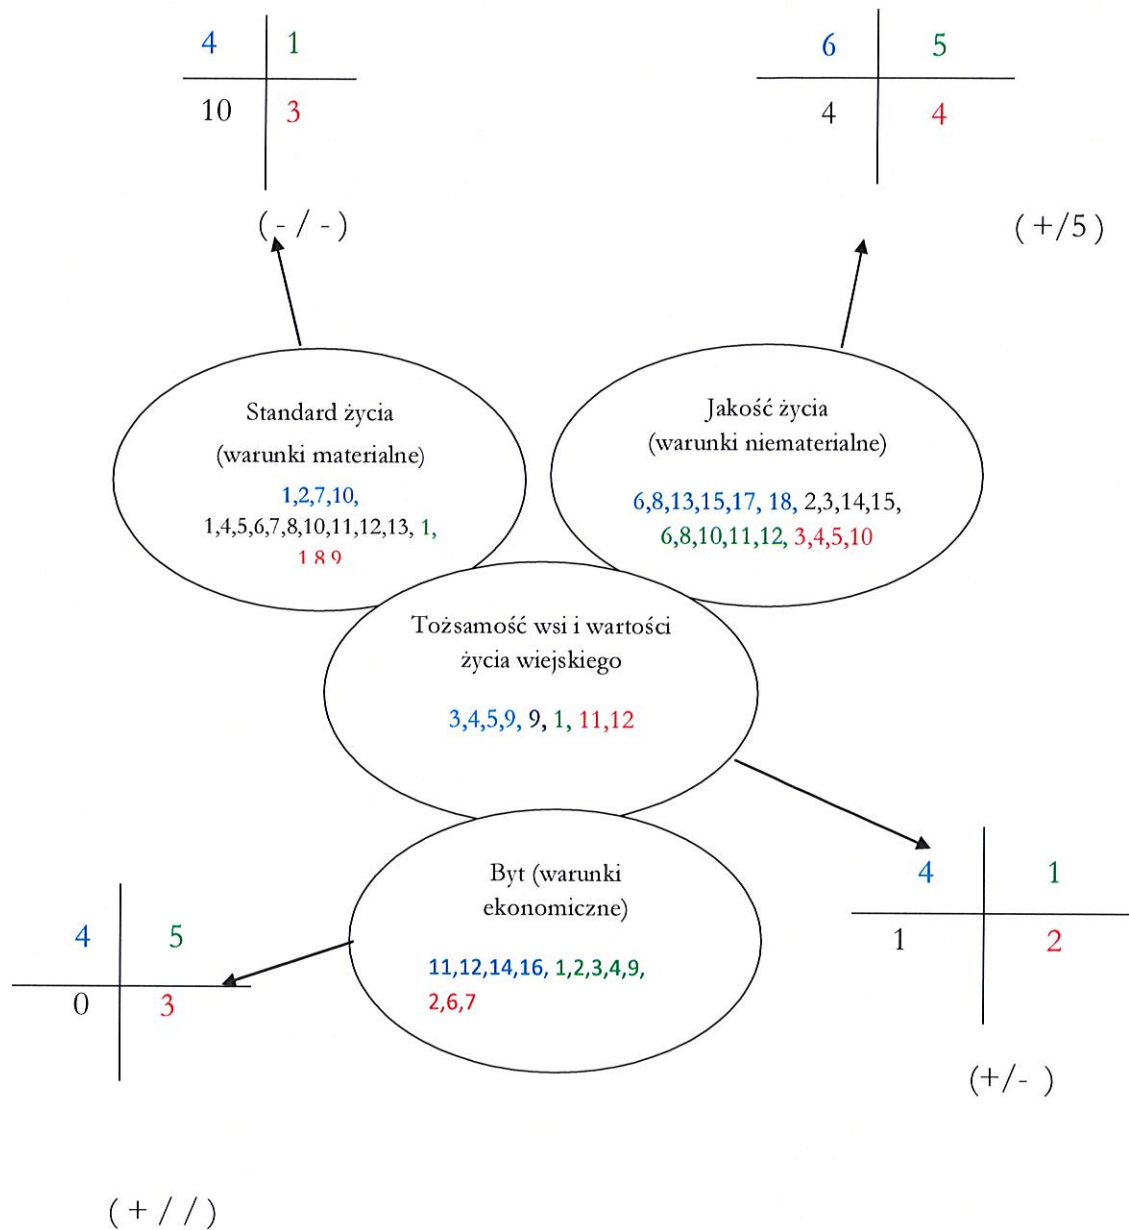 4 1
10 3
( - / - )
6 5
4 4
( +/5 )
Standard życia
(warunki materialne)
1,2,7,10,
1,4,5,6,7,8,10,11,12,13, 1,
1 8 9
Jakość życia
(warunki niematerialne)
6,8,13,15,17, 18, 2,3,14,15,
6,8,10,11,12, 3,4,5,10
Tożsamość wsi i wartości
życia wiejskiego
3,4,5,9, 9, 1, 11,12
Byt (warunki
ekonomiczne)
11,12,14,16, 1,2,3,4,9,
2,6,7
4 1
1 2
(+/- )
4 5
0 3
( + / / )